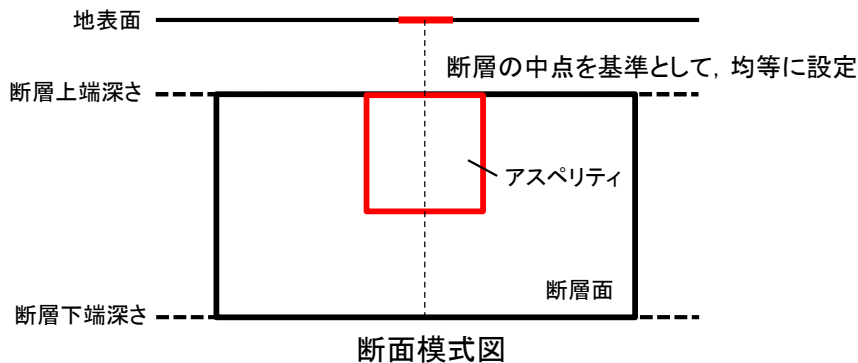 地表面
断層の中点を基準として，均等に設定
断層上端深さ
アスペリティ
断層面
断層下端深さ
断面模式図